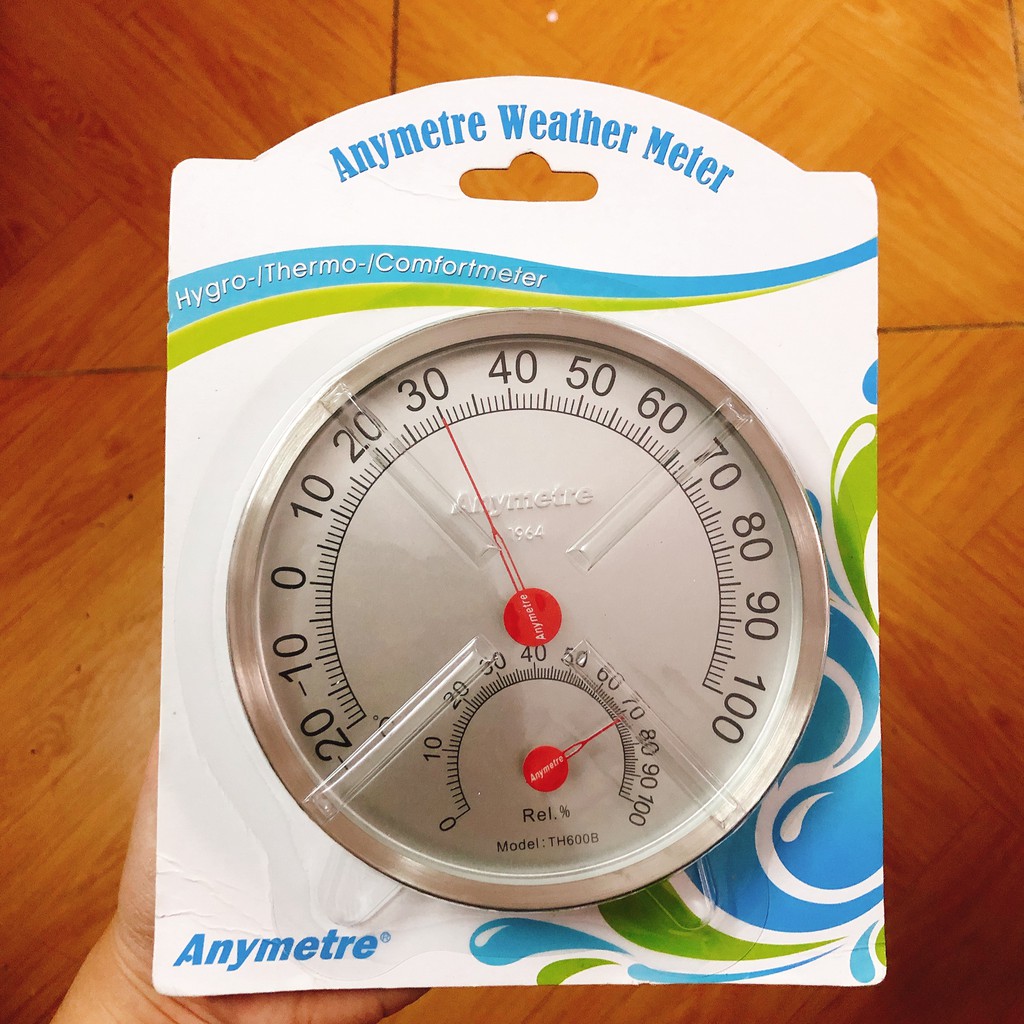 Anymetre Weather Meter
Hygro-/Thermo-/Comfortmeter
-20 -10 0 10 20 30 40 50 60 70 80 90 100
Anymetre
1964
Anymetre
0 10 20 30 40 50 60 70 80 90 100
Anymetre
Rel.%
Model:TH600B
Anymetre®